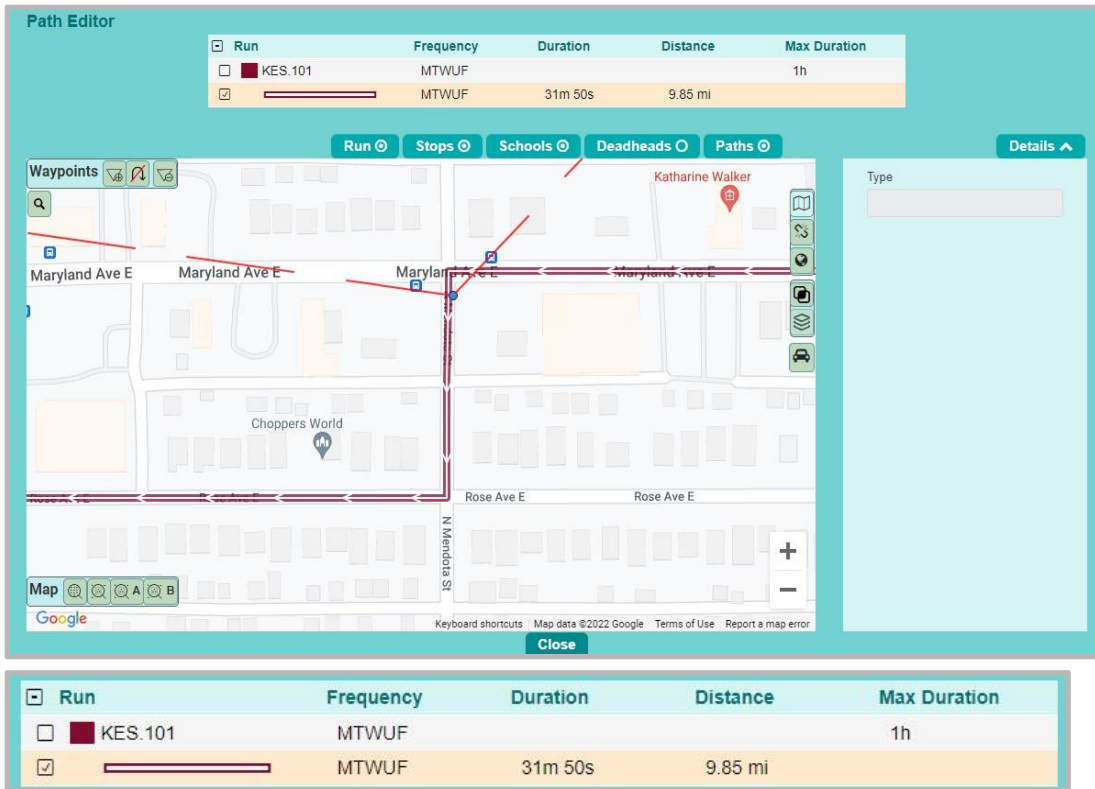 Path Editor
Run Frequency Duration Distance Max Duration
KES.101 MTWUF 1h
MTWUF 31m 50s 9.85 mi
Run Stops Schools Deadheads Paths Details
Waypoints
Type
Katharine Walker
Maryland Ave E Maryland Ave E Maryland Ave E Maryland Ave E
Choppers World
Rose Ave E Rose Ave E Rose Ave E Rose Ave E
N Mendota St
Map A B
Google
Keyboard shortcuts Map data ©2022 Google Terms of Use Report a map error
Close
Run Frequency Duration Distance Max Duration
KES.101 MTWUF 1h
MTWUF 31m 50s 9.85 mi